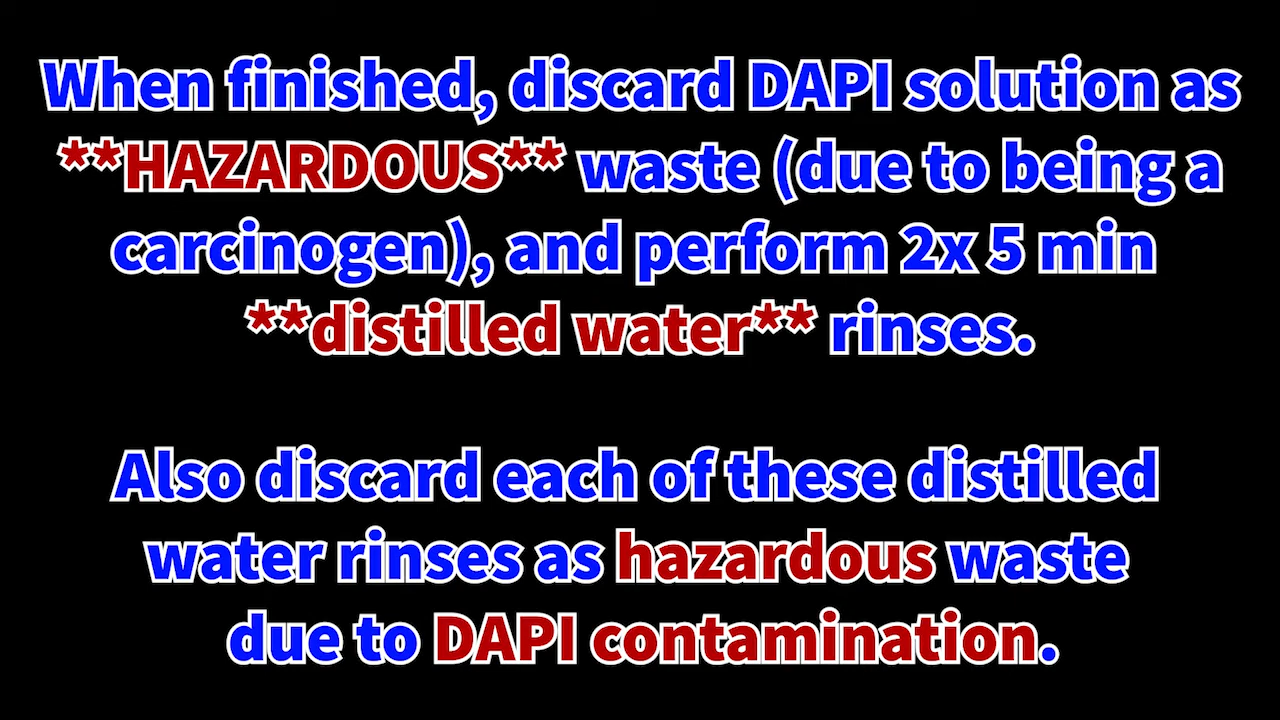 When finished, discard DAPI solution as
**HAZARDOUS** waste (due to being a
carcinogen), and perform 2x 5 min
**distilled water** rinses.
Also discard each of these distilled
water rinses as hazardous waste
due to DAPI contamination.